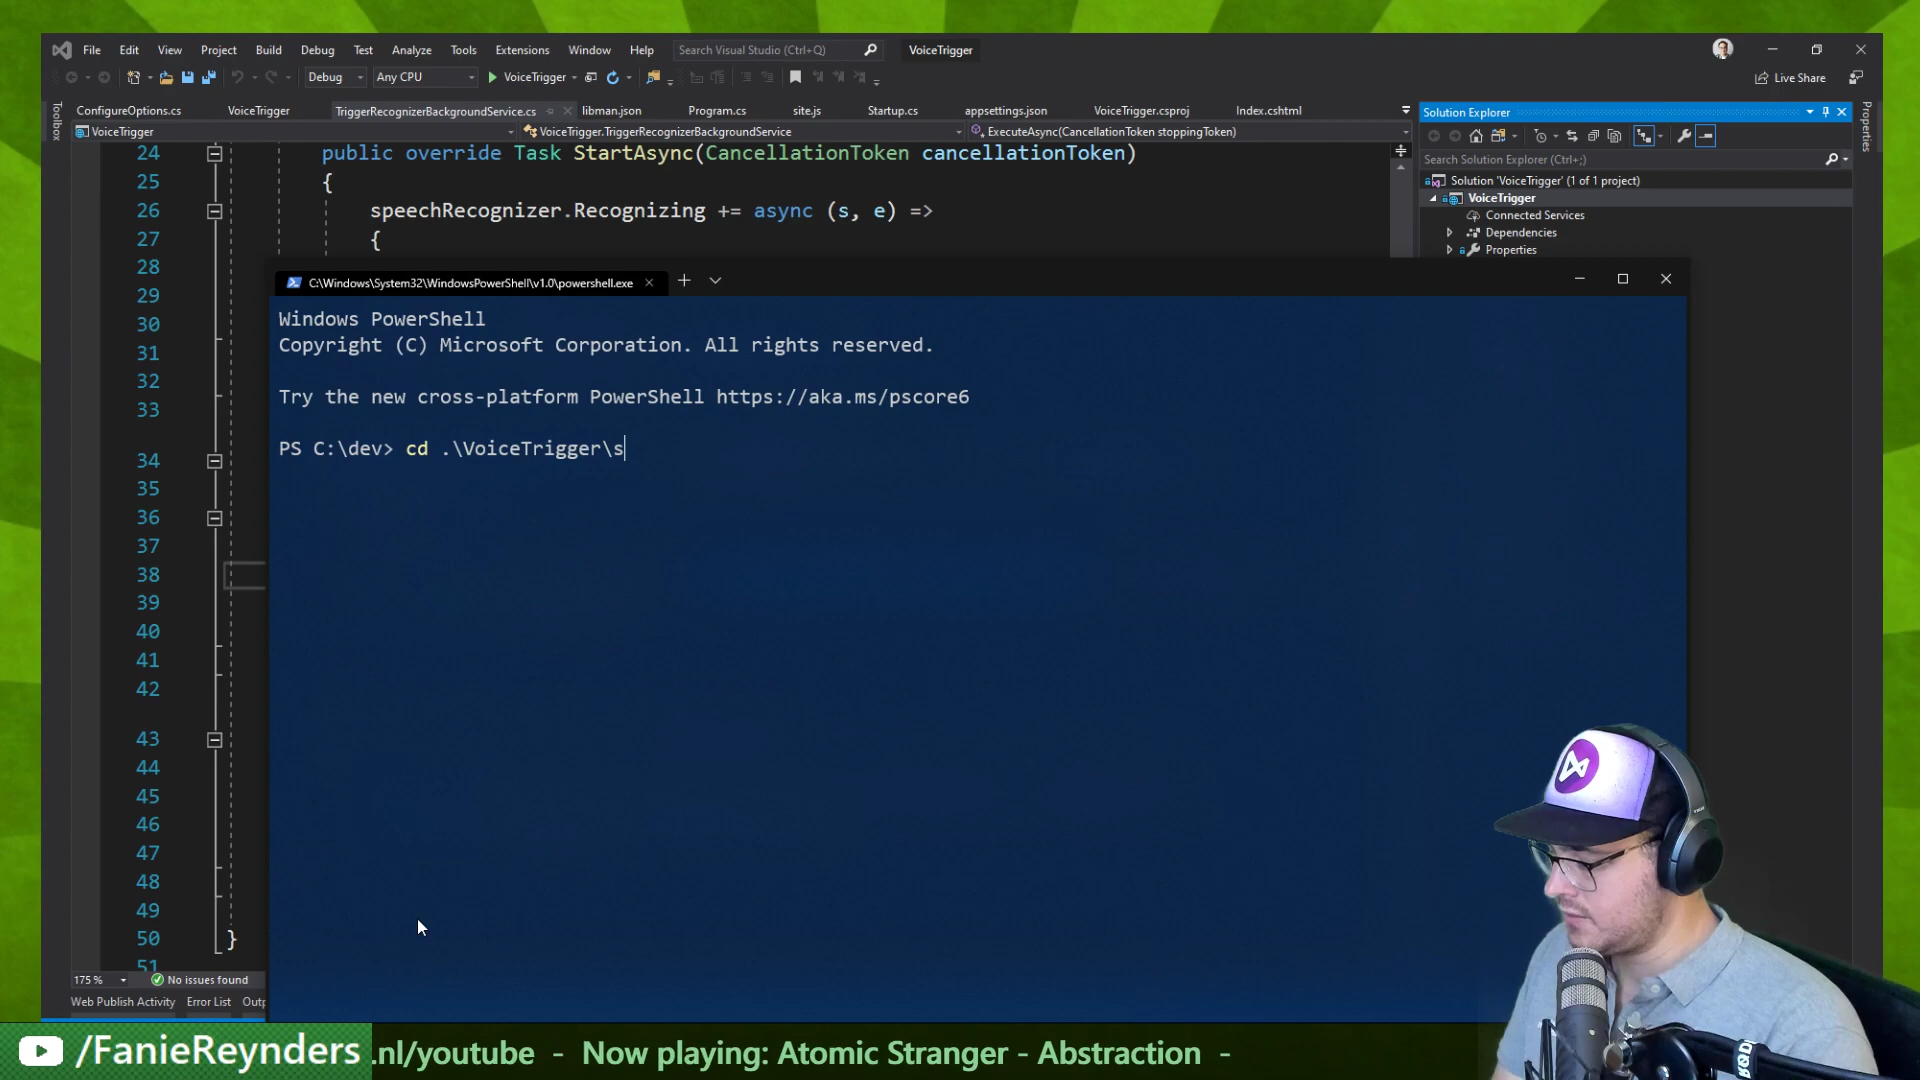 File Edit View Project Build Debug Test Analyze Tools Extensions Window Help Search Visual Studio (Ctrl+Q) VoiceTrigger
Debug Any CPU VoiceTrigger Live Share
ConfigureOptions.cs VoiceTrigger TriggerRecognizerBackgroundService.cs libman.json Program.cs site.js Startup.cs appsettings.json VoiceTrigger.csproj Index.cshtml
VoiceTrigger VoiceTrigger.TriggerRecognizerBackgroundService ExecuteAsync(CancellationToken stoppingToken)
Toolbox
24 public override Task StartAsync(CancellationToken cancellationToken)
25 {
26 speechRecognizer.Recognizing += async (s, e) =>
27 {
28
29
30
31
32
33
34
35
36
37
38
39
40
41
42
43
44
45
46
47
48
49
50 }
51
175 % No issues found
Web Publish Activity Error List Outp
Solution Explorer
Search Solution Explorer (Ctrl+;)
Solution 'VoiceTrigger' (1 of 1 project)
VoiceTrigger
Connected Services
Dependencies
Properties
Properties
C:\Windows\System32\WindowsPowerShell\v1.0\powershell.exe
Windows PowerShell
Copyright (C) Microsoft Corporation. All rights reserved.
Try the new cross-platform PowerShell https://aka.ms/pscore6
PS C:\dev> cd .\VoiceTrigger\s
/FanieReynders .nl/youtube - Now playing: Atomic Stranger - Abstraction -